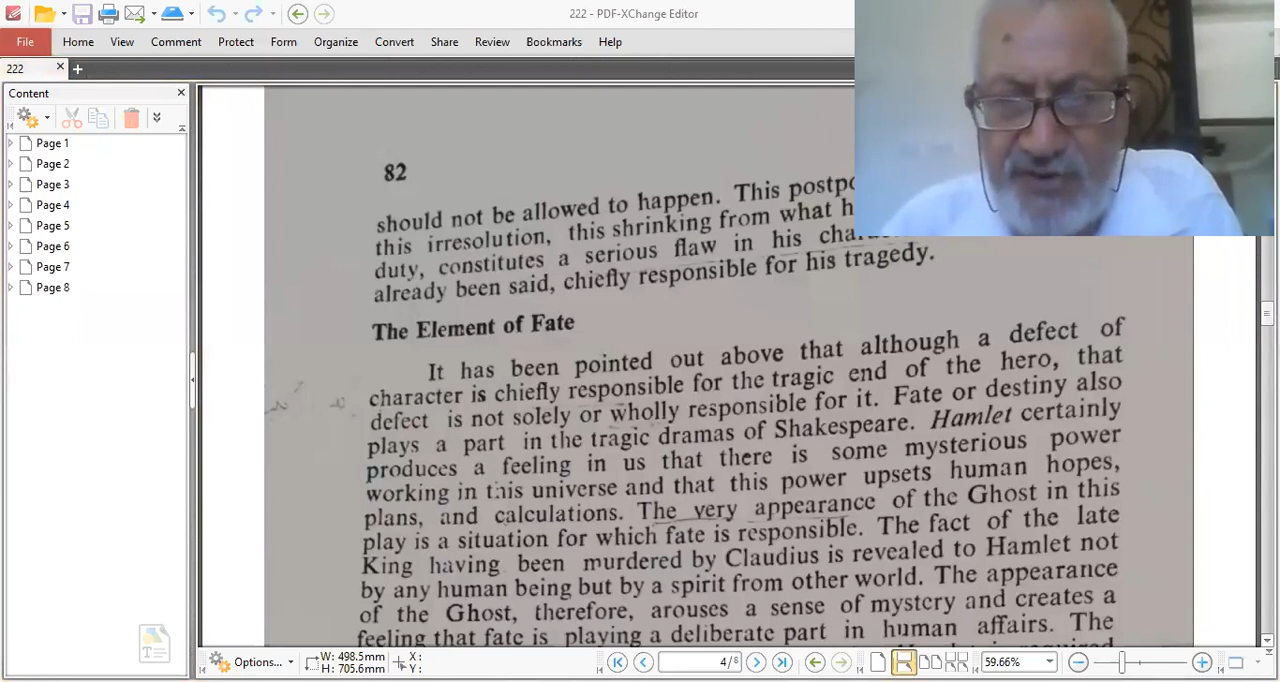 222 - PDF-XChange Editor
File Home View Comment Protect Form Organize Convert Share Review Bookmarks Help
222
Content
Page 1
Page 2
Page 3
Page 4
Page 5
Page 6
Page 7
Page 8
82
should not be allowed to happen. This postpo
this irresolution, this shrinking from what h
duty, constitutes a serious flaw in his chara
already been said, chiefly responsible for his tragedy.
The Element of Fate
It has been pointed out above that although a defect of
character is chiefly responsible for the tragic end of the hero, that
defect is not solely or wholly responsible for it. Fate or destiny also
plays a part in the tragic dramas of Shakespeare. Hamlet certainly
produces a feeling in us that there is some mysterious power
working in this universe and that this power upsets human hopes,
plans, and calculations. The very appearance of the Ghost in this
play is a situation for which fate is responsible. The fact of the late
King having been murdered by Claudius is revealed to Hamlet not
by any human being but by a spirit from other world. The appearance
of the Ghost, therefore, arouses a sense of mystery and creates a
feeling that fate is playing a deliberate part in human affairs. The
Options...
W: 498.5mm
H: 705.6mm
X:
Y:
4/8
59.66%